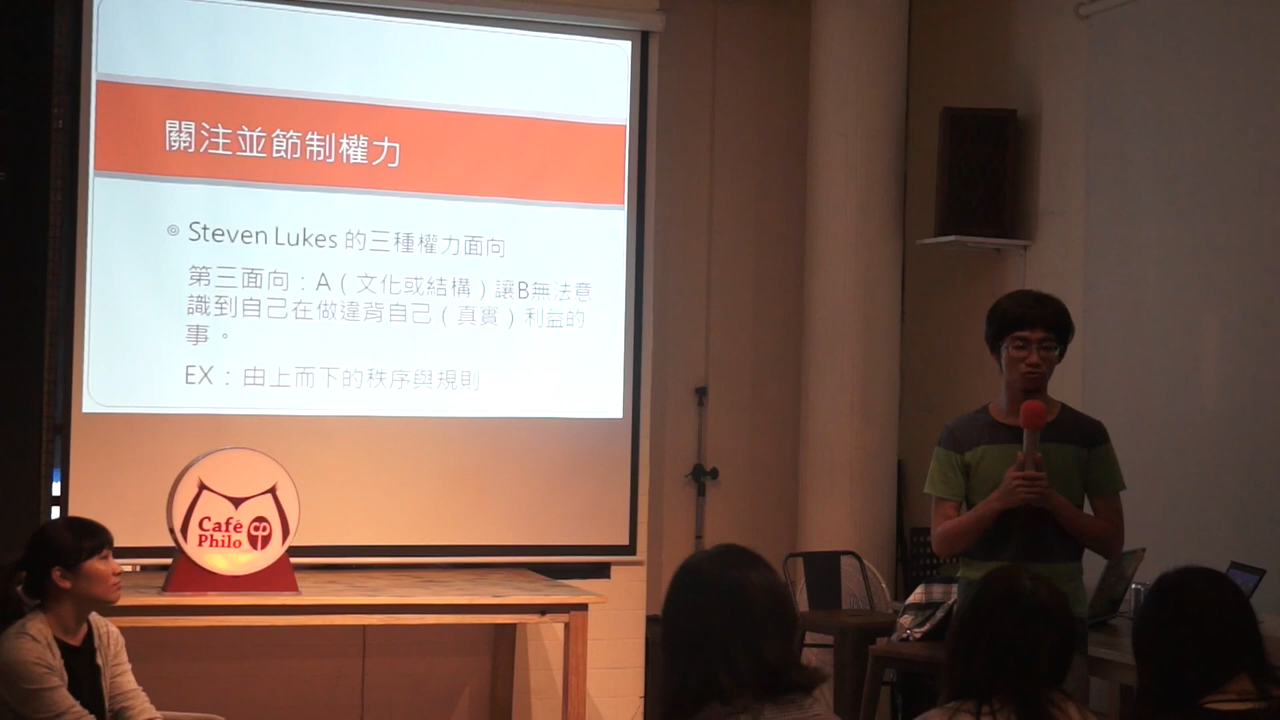 關注並節制權力
◎ Steven Lukes 的三種權力面向
第三面向：A（文化或結構）讓B無法意
識到自己在做違背自己（真實）利益的
事。
EX：由上而下的秩序與規則
Café
Philo